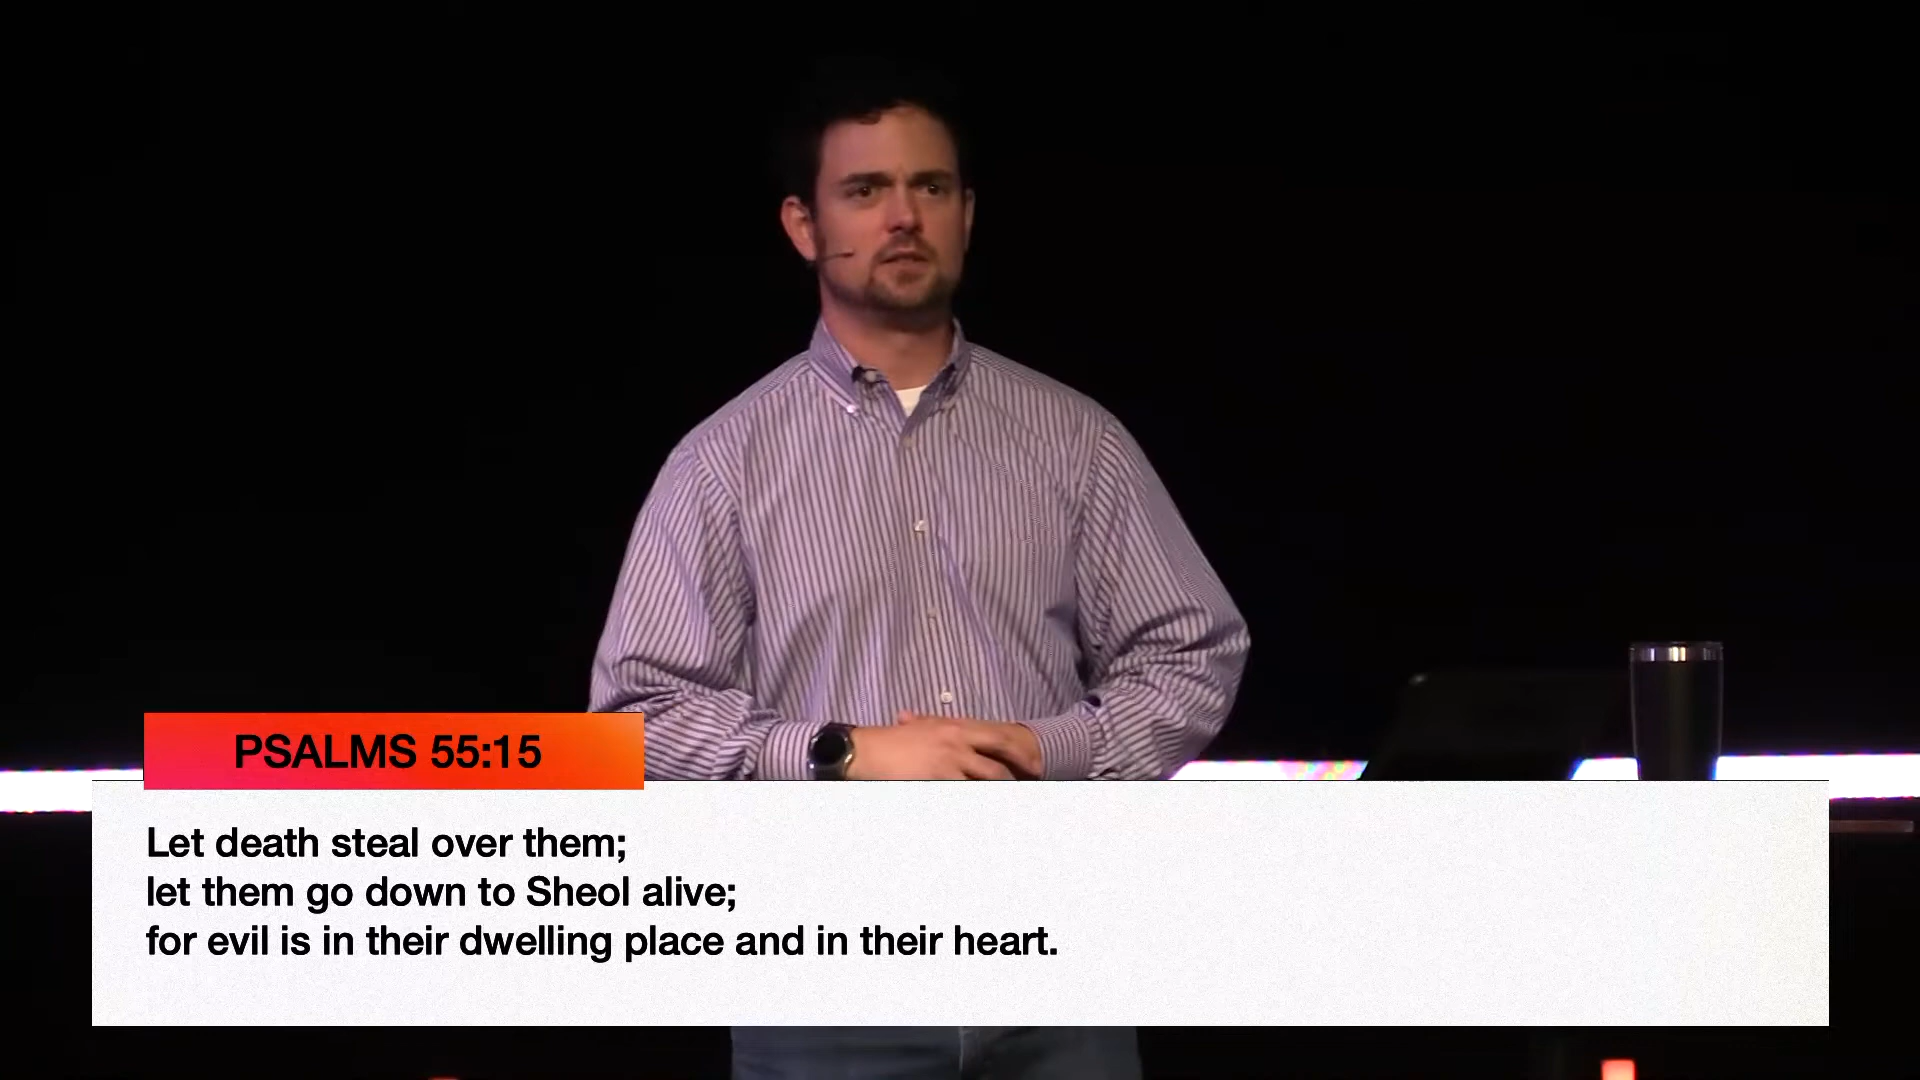 PSALMS 55:15
Let death steal over them;
let them go down to Sheol alive;
for evil is in their dwelling place and in their heart.